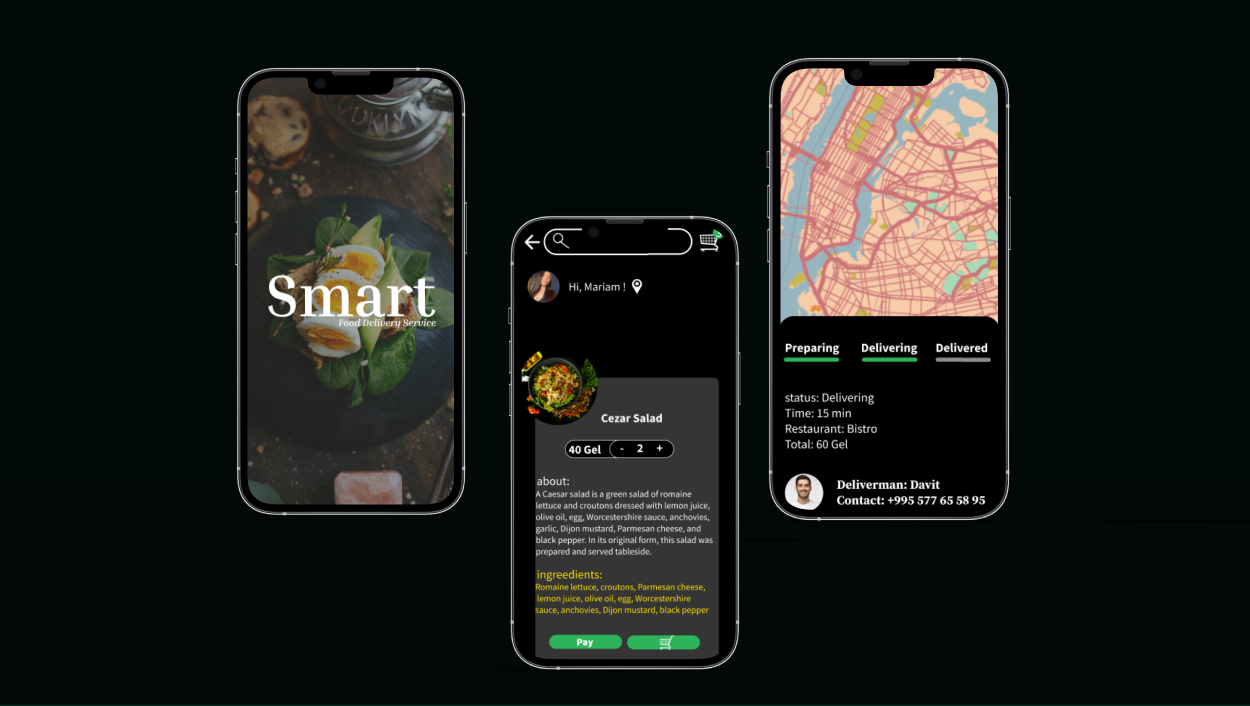 Smart
Food Delivery Service
Hi, Mariam !
Cezar Salad
40 Gel - 2 +
about:
A Caesar salad is a green salad of romaine
lettuce and croutons dressed with lemon juice,
olive oil, egg, Worcestershire sauce, anchovies,
garlic, Dijon mustard, Parmesan cheese, and
black pepper. In its original form, this salad was
prepared and served tableside.
ingreedients:
Romaine lettuce, croutons, Parmesan cheese,
lemon juice, olive oil, egg, Worcestershire
sauce, anchovies, Dijon mustard, black pepper
Pay
Preparing Delivering Delivered
status: Delivering
Time: 15 min
Restaurant: Bistro
Total: 60 Gel
Deliverman: Davit
Contact: +995 577 65 58 95